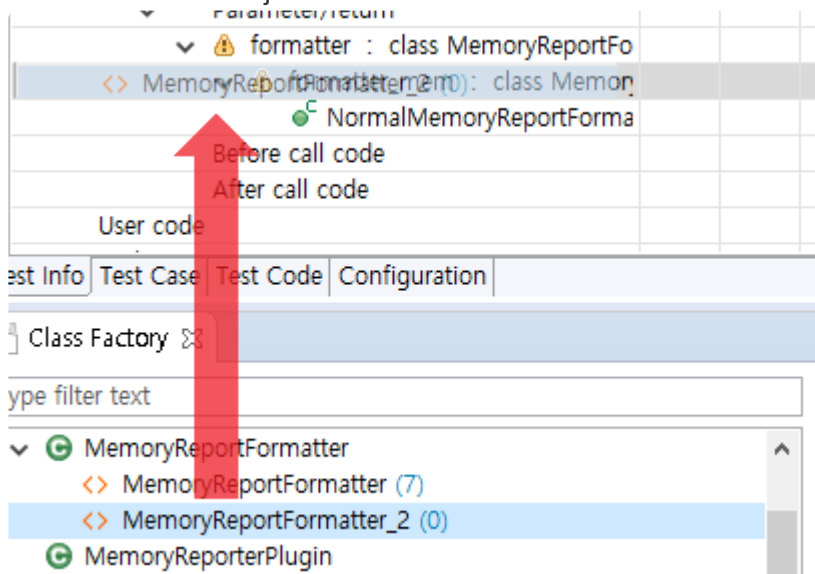 Parameter/return
formatter : class MemoryReportFo
MemoryReportFormatter_2 (0) formatter_mem : class Memory
NormalMemoryReportForma
Before call code
After call code
User code
est Info Test Case Test Code Configuration
Class Factory
ype filter text
MemoryReportFormatter
MemoryReportFormatter (7)
MemoryReportFormatter_2 (0)
MemoryReporterPlugin